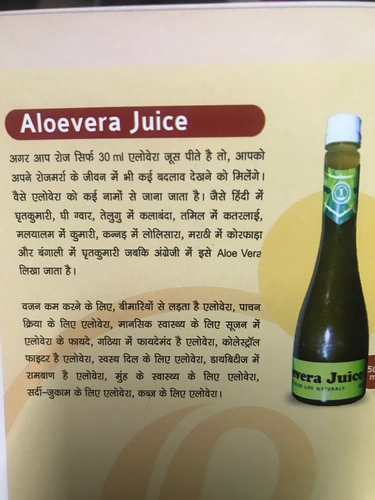 Aloevera Juice
अगर आप रोज सिर्फ 30 ml एलोवेरा जूस पीते है तो, आपको
अपने रोजमर्रा के जीवन में भी कई बदलाव देखने को मिलेंगे।
वैसे एलोवेरा को कई नामों से जाना जाता है। जैसे हिंदी में
घृतकुमारी, घी ग्वार, तेलुगु में कलाबंदा, तमिल में कतरलाई,
मलयालम में कुमारी, कन्नड़ में लोलिसारा, मराठी में कोरफाड़ा
और बंगाली में घृतकुमारी जबकि अंग्रेजी में इसे Aloe Vera
लिखा जाता है।
वजन कम करने के लिए, बीमारियों से लड़ता है एलोवेरा, पाचन
क्रिया के लिए एलोवेरा, मानसिक स्वास्थ्य के लिए सूजन में
एलोवेरा के फायदे, गठिया में फायदेमंद है एलोवेरा, कोलेस्ट्रॉल
फाइटर है एलोवेरा, स्वस्थ दिल के लिए एलोवेरा, डायबिटीज में
रामबाण है एलोवेरा, मुंह के स्वास्थ्य के लिए एलोवेरा,
सर्दी-जुकाम के लिए एलोवेरा, कब्ज के लिए एलोवेरा।
evera Juice
LIFE NATURALLY